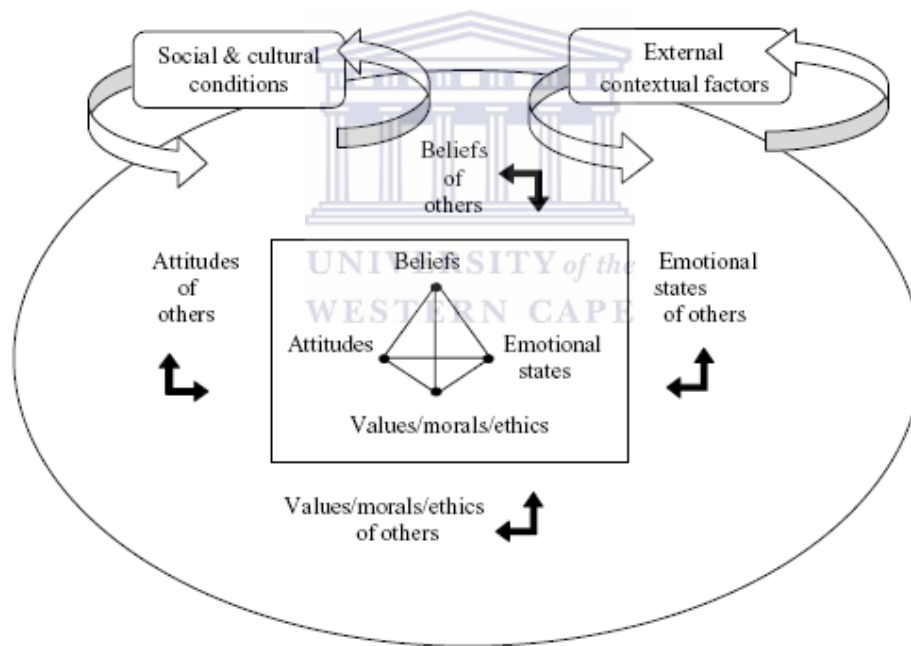 Social & cultural
conditions
External
contextual factors
Beliefs
of
others
Attitudes
of
others
UNIVERSITY of the
WESTERN CAPE
Beliefs
Emotional
states
of others
Attitudes
Emotional
states
Values/morals/ethics
Values/morals/ethics
of others